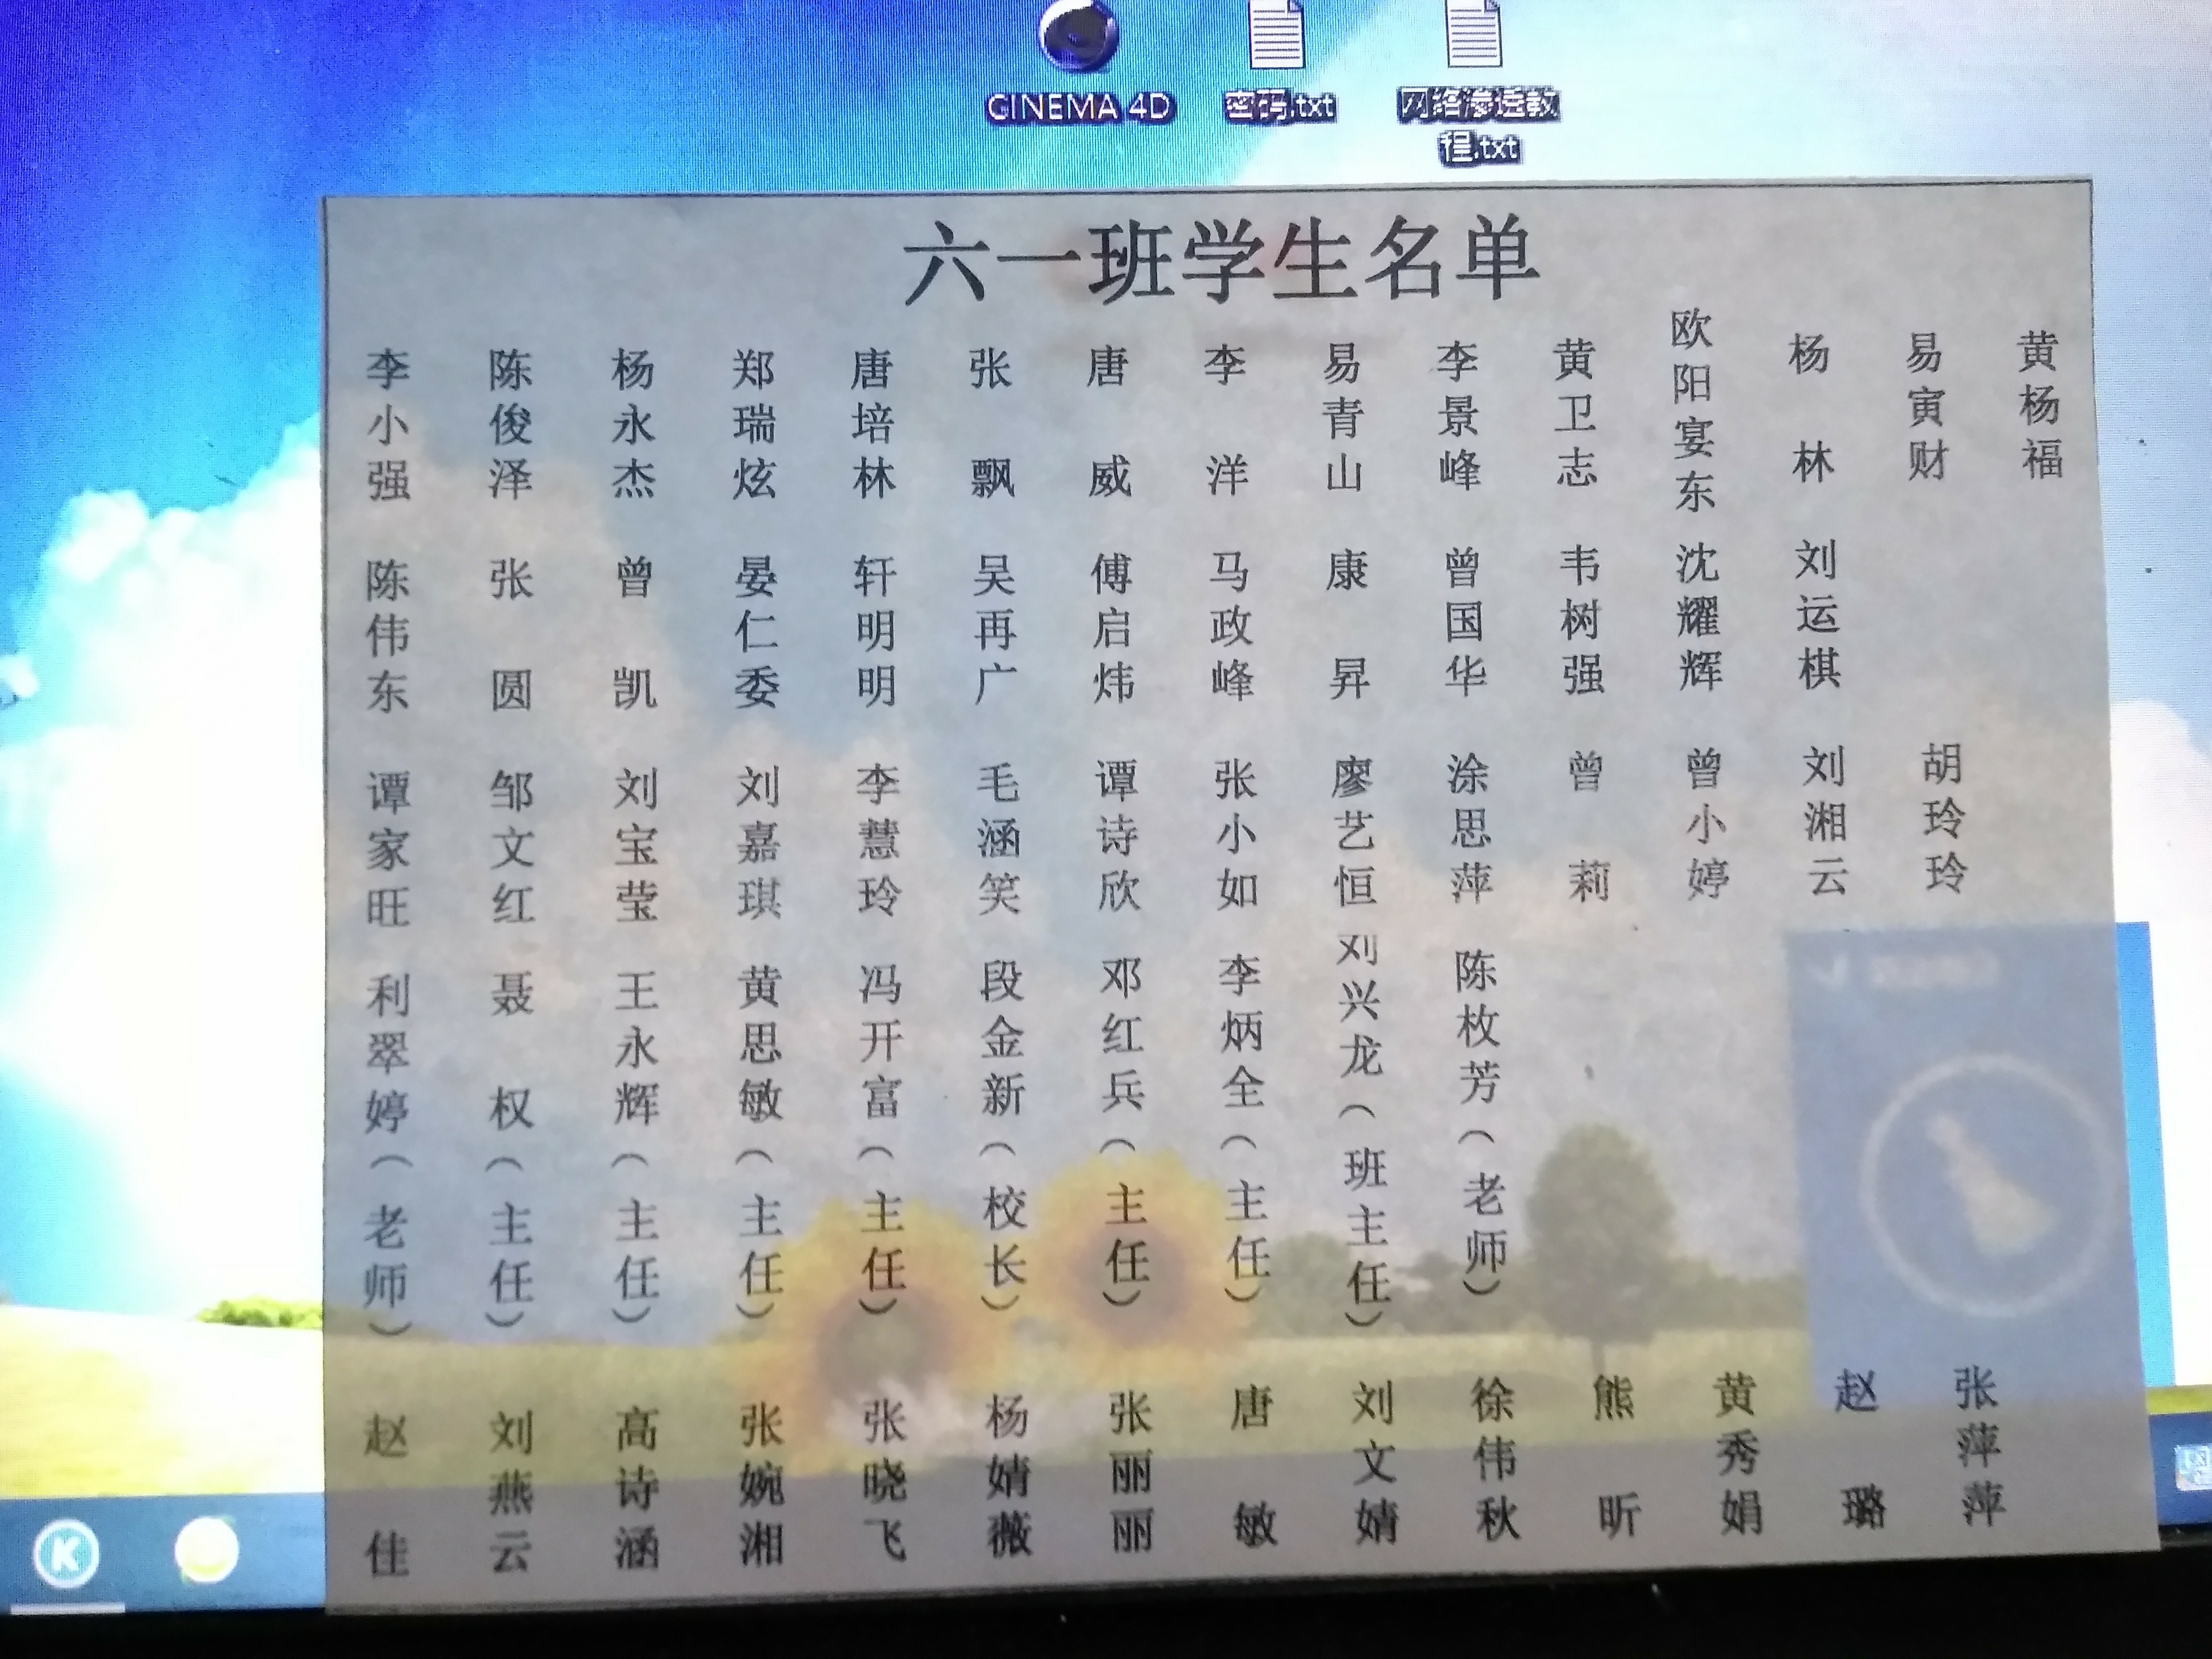 CINEMA 4D
密码.txt
网络渗透教程.txt
六一班学生名单
李小强 陈俊泽 杨永杰 郑瑞炫 唐培林 张飘 唐威 李洋 易青山 李景峰 黄卫志 欧阳宴东 杨林 易寅财 黄杨福
陈伟东 张圆 曾凯 晏仁委 轩明明 吴再广 傅启炜 马政峰 康昇 曾国华 韦树强 沈耀辉 刘运棋
谭家旺 邹文红 刘宝莹 刘嘉琪 李慧玲 毛涵笑 谭诗欣 张小如 廖艺恒 涂思萍 曾莉 曾小婷 刘湘云 胡玲玲
利翠婷（老师） 聂权（主任） 王永辉（主任） 黄思敏（主任） 冯开富（主任） 段金新（校长） 邓红兵（主任） 李炳全（主任） 刘兴龙（班主任） 陈枚芳（老师）
赵佳 刘燕云 高诗涵 张婉湘 张晓飞 杨婧薇 张丽丽 唐敏 刘文婧 徐伟秋 熊昕 黄秀娟 赵璐 张萍萍
K